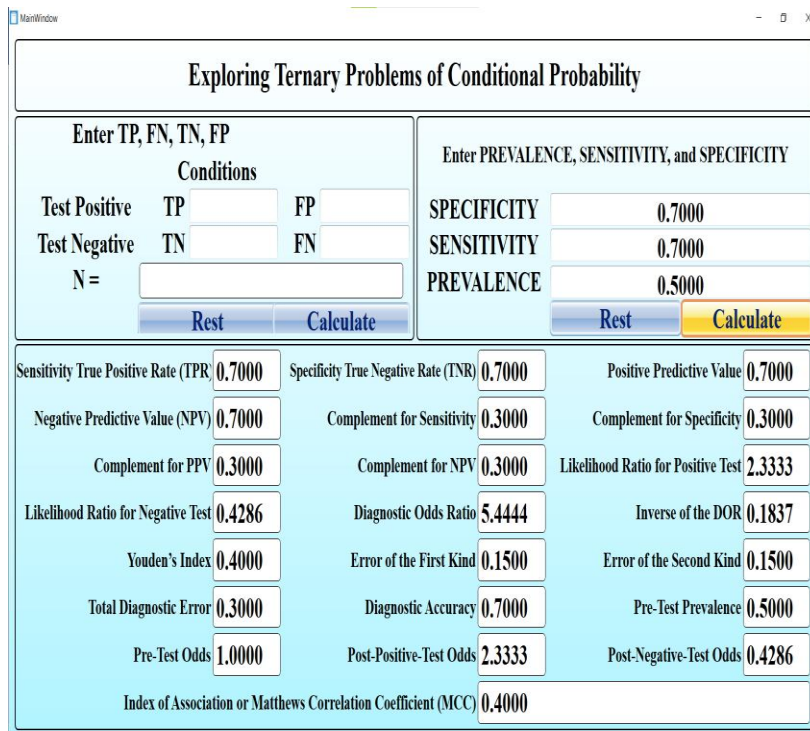 MainWindow
Exploring Ternary Problems of Conditional Probability
Enter TP, FN, TN, FP
Conditions
Test Positive TP FP
Test Negative TN FN
N =
Rest Calculate
Enter PREVALENCE, SENSITIVITY, and SPECIFICITY
SPECIFICITY 0.7000
SENSITIVITY 0.7000
PREVALENCE 0.5000
Rest Calculate
Sensitivity True Positive Rate (TPR) 0.7000 Specificity True Negative Rate (TNR) 0.7000 Positive Predictive Value 0.7000
Negative Predictive Value (NPV) 0.7000 Complement for Sensitivity 0.3000 Complement for Specificity 0.3000
Complement for PPV 0.3000 Complement for NPV 0.3000 Likelihood Ratio for Positive Test 2.3333
Likelihood Ratio for Negative Test 0.4286 Diagnostic Odds Ratio 5.4444 Inverse of the DOR 0.1837
Youden's Index 0.4000 Error of the First Kind 0.1500 Error of the Second Kind 0.1500
Total Diagnostic Error 0.3000 Diagnostic Accuracy 0.7000 Pre-Test Prevalence 0.5000
Pre-Test Odds 1.0000 Post-Positive-Test Odds 2.3333 Post-Negative-Test Odds 0.4286
Index of Association or Matthews Correlation Coefficient (MCC) 0.4000